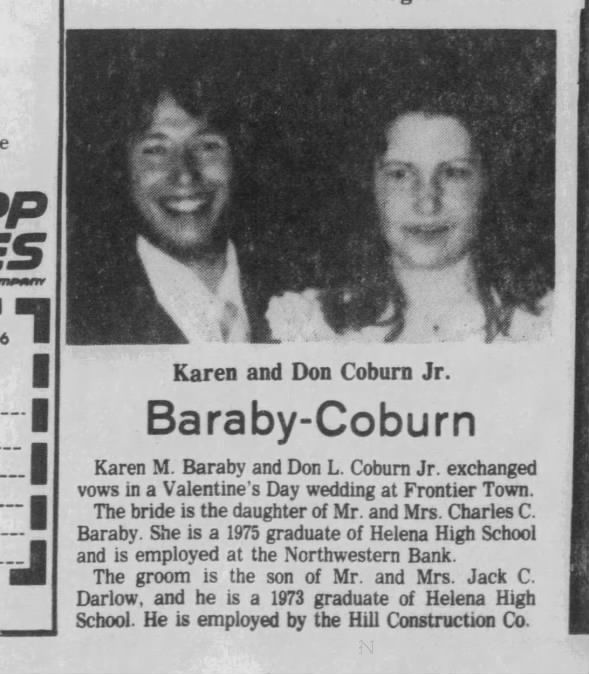 e
PP
ES
MPANY
6
Karen and Don Coburn Jr.
Baraby-Coburn
Karen M. Baraby and Don L. Coburn Jr. exchanged
vows in a Valentine's Day wedding at Frontier Town.
The bride is the daughter of Mr. and Mrs. Charles C.
Baraby. She is a 1975 graduate of Helena High School
and is employed at the Northwestern Bank.
The groom is the son of Mr. and Mrs. Jack C.
Darlow, and he is a 1973 graduate of Helena High
School. He is employed by the Hill Construction Co.
N